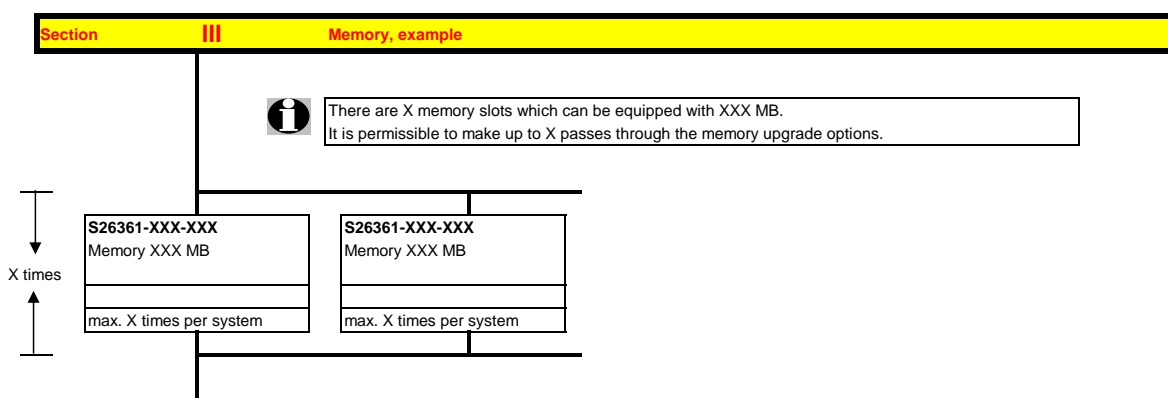 Section III Memory, example
There are X memory slots which can be equipped with XXX MB.
It is permissible to make up to X passes through the memory upgrade options.
X times
S26361-XXX-XXX
Memory XXX MB
max. X times per system
S26361-XXX-XXX
Memory XXX MB
max. X times per system